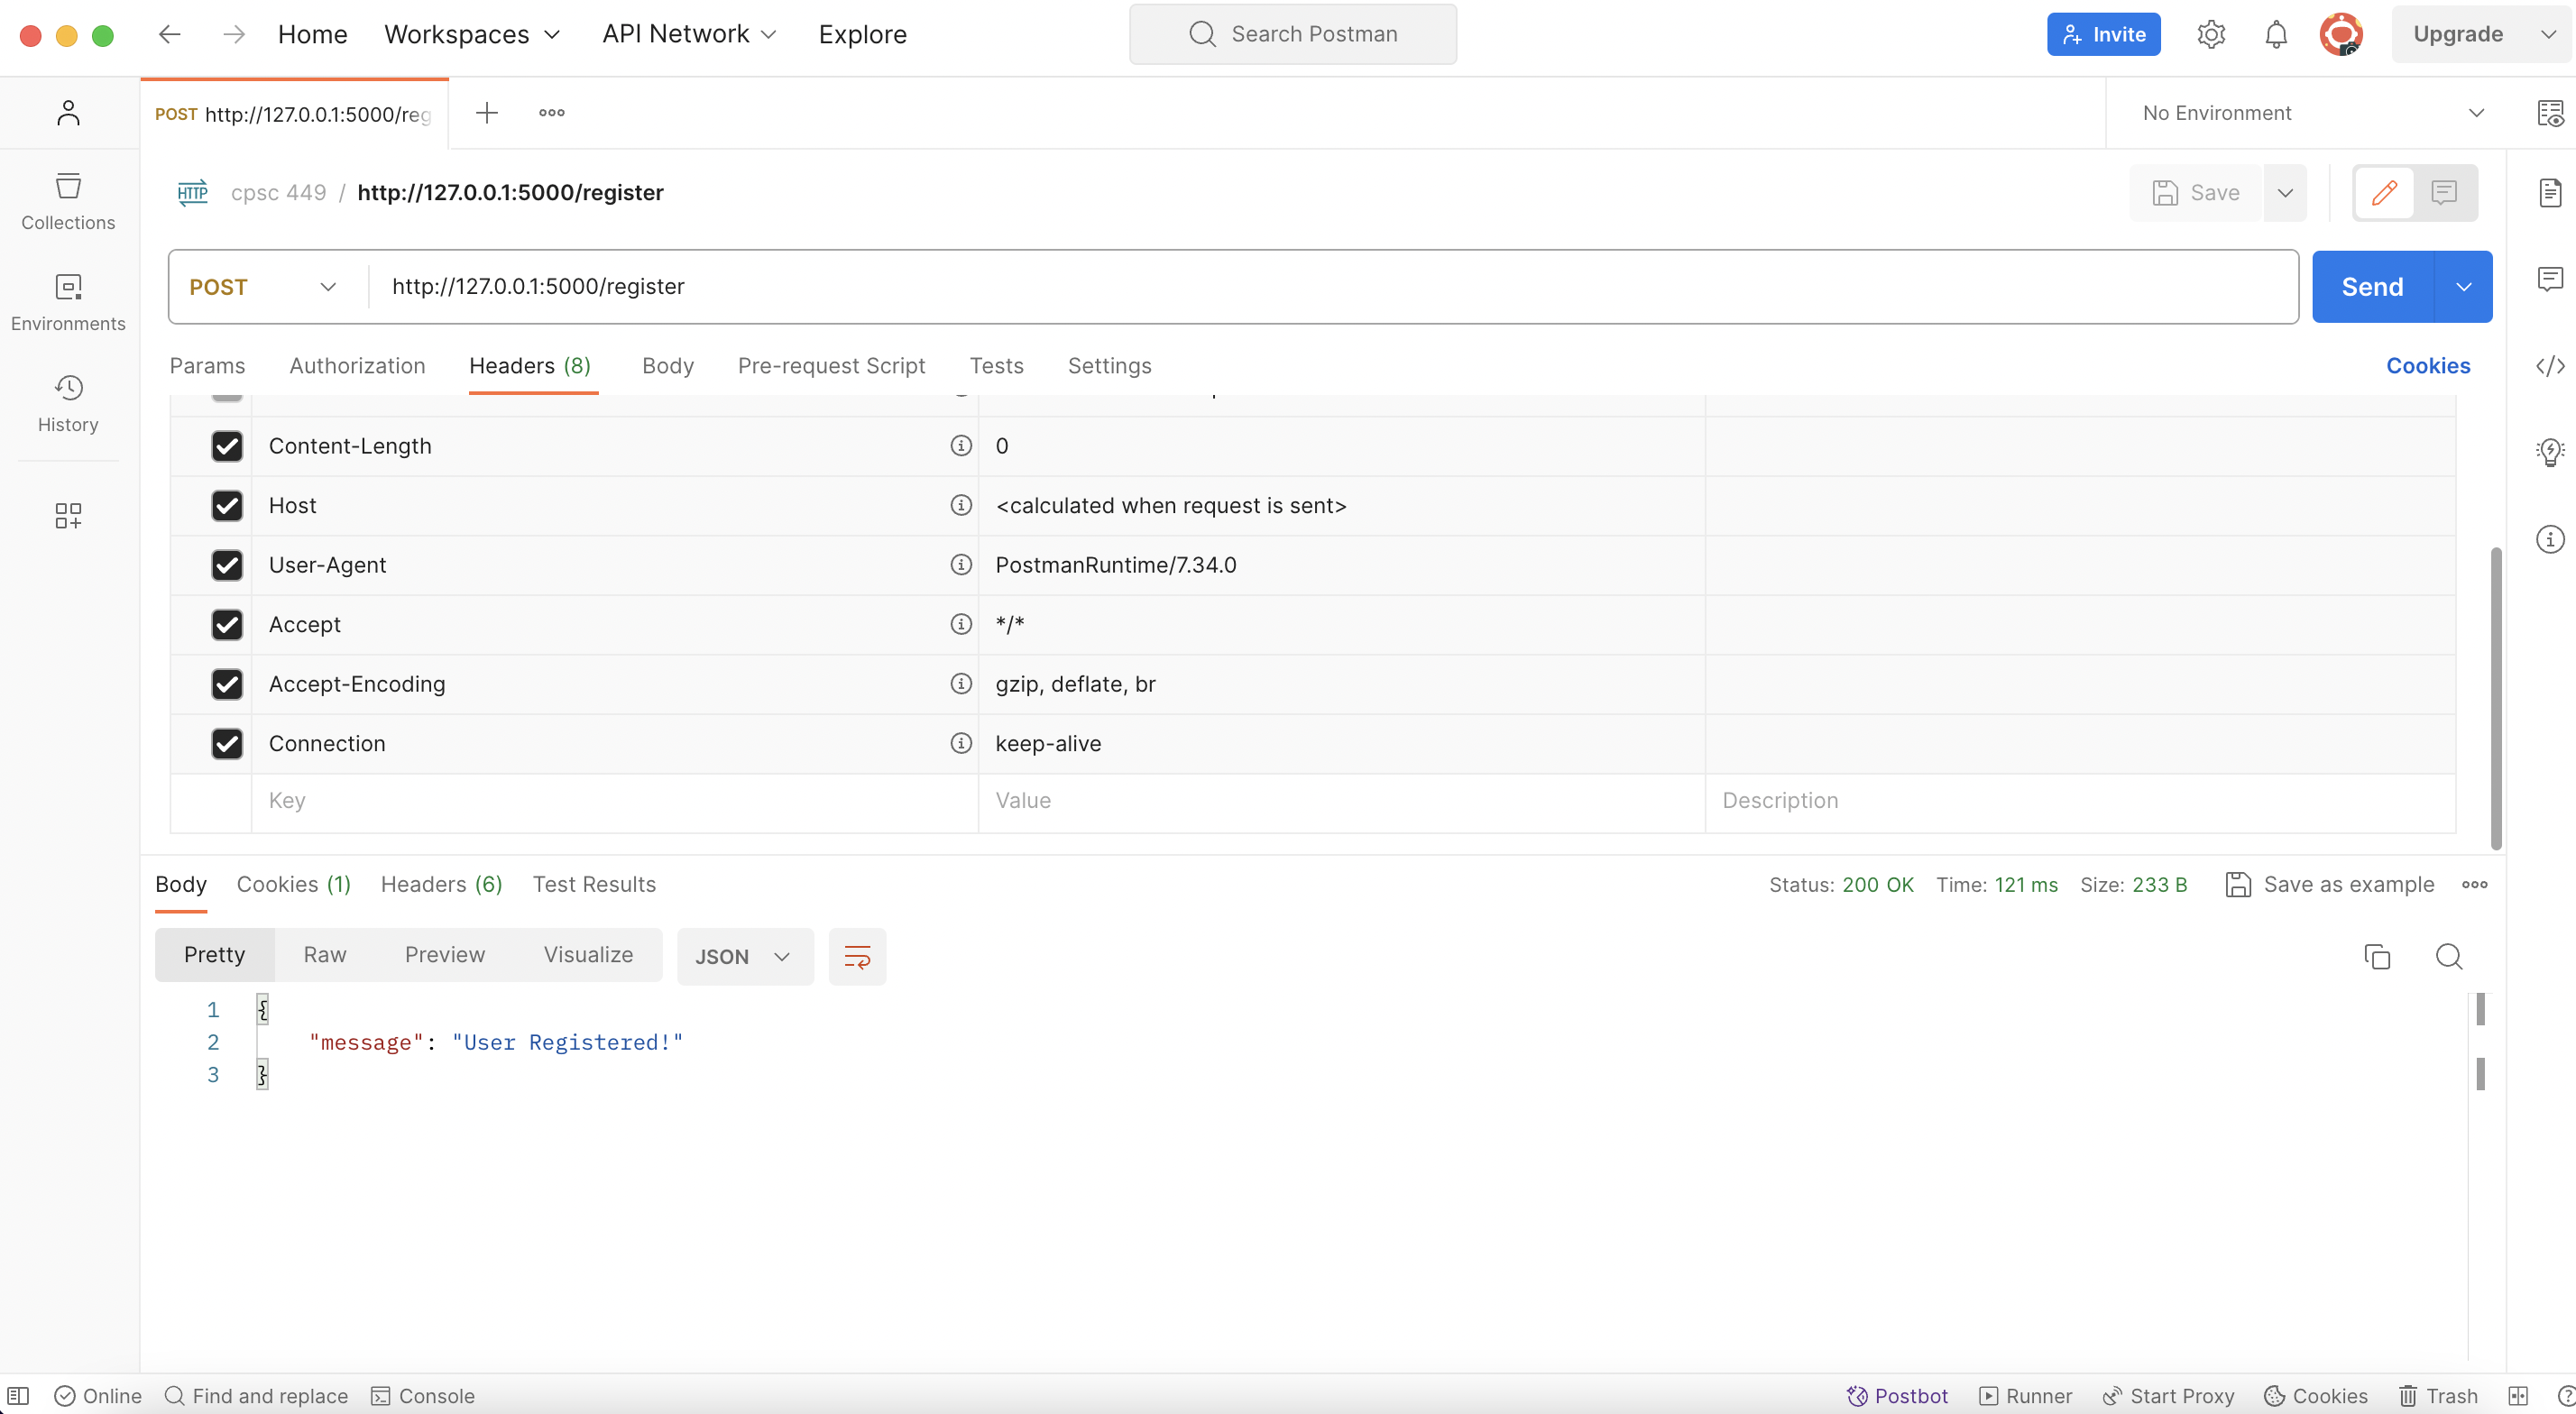 Home Workspaces API Network Explore Search Postman Invite Upgrade
POST http://127.0.0.1:5000/reg No Environment
HTTP cpsc 449 / http://127.0.0.1:5000/register Save
Collections
POST http://127.0.0.1:5000/register Send
Environments
Params Authorization Headers (8) Body Pre-request Script Tests Settings Cookies
History
Content-Length 0
Host <calculated when request is sent>
User-Agent PostmanRuntime/7.34.0
Accept */*
Accept-Encoding gzip, deflate, br
Connection keep-alive
Key Value Description
Body Cookies (1) Headers (6) Test Results Status: 200 OK Time: 121 ms Size: 233 B Save as example
Pretty Raw Preview Visualize JSON
1 {
2 "message": "User Registered!"
3 }
Online Find and replace Console Postbot Runner Start Proxy Cookies Trash